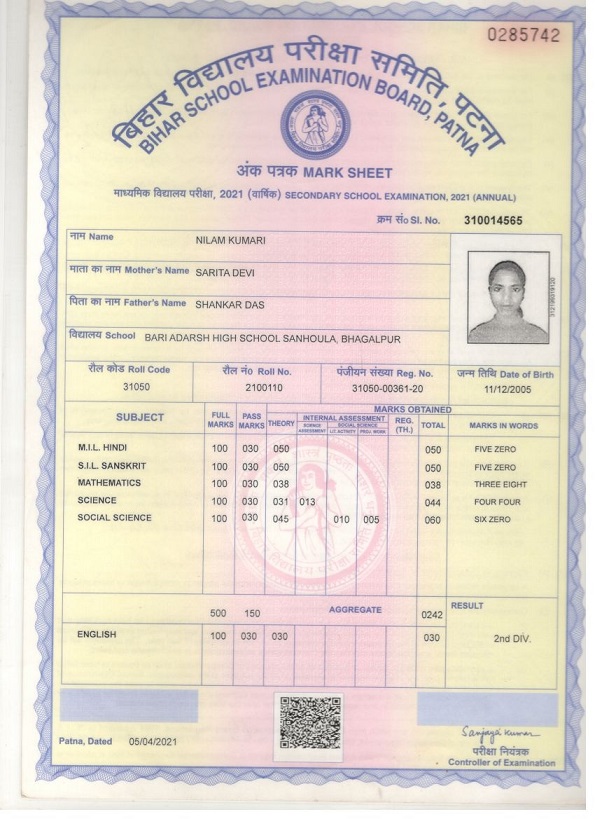 0285742
बिहार विद्यालय परीक्षा समिति, पटना
BIHAR SCHOOL EXAMINATION BOARD, PATNA
अंक पत्रक MARK SHEET
माध्यमिक विद्यालय परीक्षा, 2021 (वार्षिक) SECONDARY SCHOOL EXAMINATION, 2021 (ANNUAL)
क्रम सं० Sl. No. 310014565
नाम Name NILAM KUMARI
माता का नाम Mother's Name SARITA DEVI
पिता का नाम Father's Name SHANKAR DAS
विद्यालय School BARI ADARSH HIGH SCHOOL SANHOULA, BHAGALPUR
रौल कोड Roll Code रौल नं० Roll No. पंजीयन संख्या Reg. No. जन्म तिथि Date of Birth
31050 2100110 31050-00361-20 11/12/2005
MARKS OBTAINED
SUBJECT FULL MARKS PASS MARKS THEORY INTERNAL ASSESSMENT REG. (TH.) TOTAL MARKS IN WORDS
SCIENCE ASSESSMENT SOCIAL SCIENCE
LIT. ACTIVITY PROJ. WORK
M.I.L. HINDI 100 030 050 050 FIVE ZERO
S.I.L. SANSKRIT 100 030 050 050 FIVE ZERO
MATHEMATICS 100 030 038 038 THREE EIGHT
SCIENCE 100 030 031 013 044 FOUR FOUR
SOCIAL SCIENCE 100 030 045 010 005 060 SIX ZERO
500 150 AGGREGATE 0242 RESULT
ENGLISH 100 030 030 030 2nd DIV.
Patna, Dated 05/04/2021
Sanjay Kumar
परीक्षा नियंत्रक
Controller of Examination